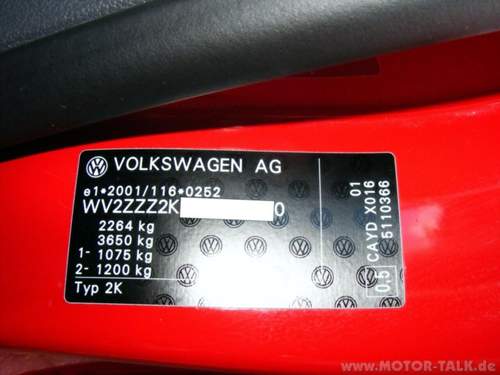 VOLKSWAGEN AG
e1*2001/116*0252
WV2ZZZ2K 0
2264 kg
3650 kg
1- 1075 kg
2- 1200 kg
Typ 2K
01
0,5 CAYD X016
5110366
www.MOTOR-TALK.de